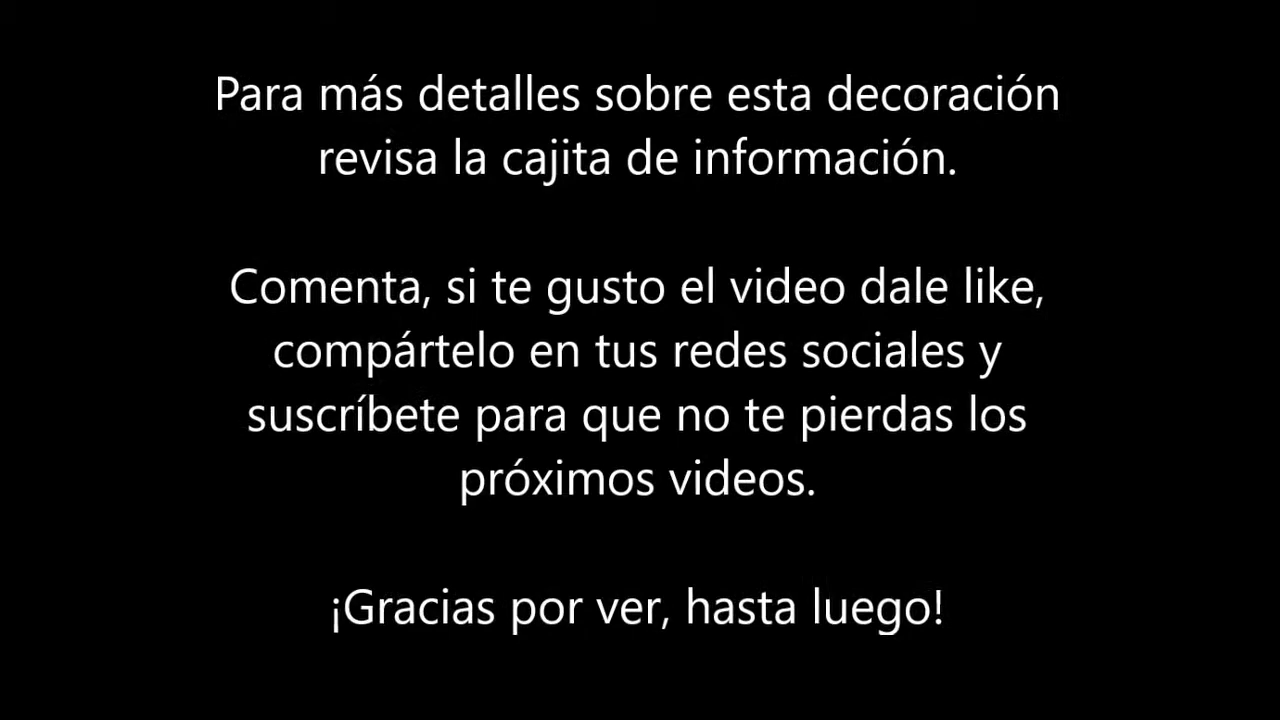 Para más detalles sobre esta decoración
revisa la cajita de información.
Comenta, si te gusto el video dale like,
compártelo en tus redes sociales y
suscríbete para que no te pierdas los
próximos videos.
¡Gracias por ver, hasta luego!